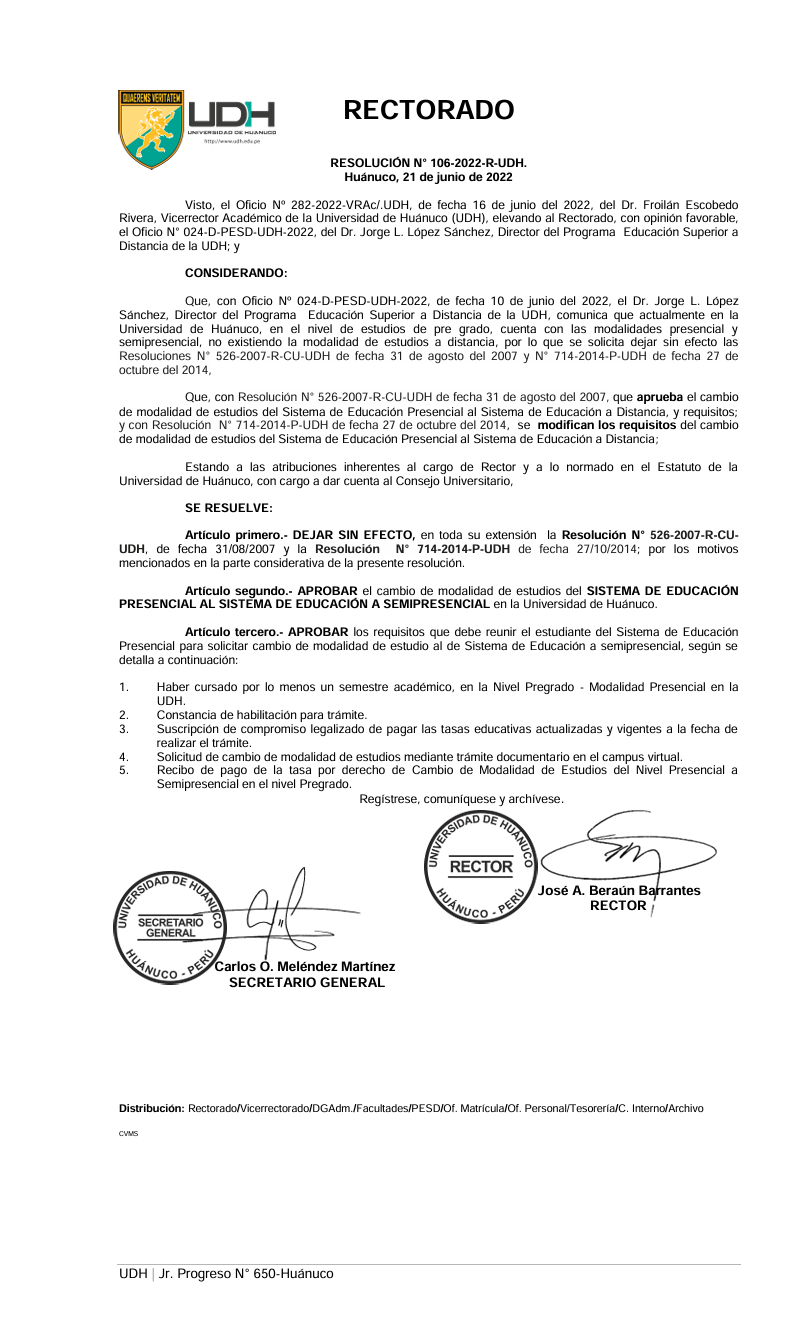 QUAERENS VERITATEM
UDH
UNIVERSIDAD DE HUANUCO
http://www.udh.edu.pe
RECTORADO
RESOLUCIÓN N° 106-2022-R-UDH.
Huánuco, 21 de junio de 2022
Visto, el Oficio Nº 282-2022-VRAc/.UDH, de fecha 16 de junio del 2022, del Dr. Froilán Escobedo
Rivera, Vicerrector Académico de la Universidad de Huánuco (UDH), elevando al Rectorado, con opinión favorable,
el Oficio N° 024-D-PESD-UDH-2022, del Dr. Jorge L. López Sánchez, Director del Programa Educación Superior a
Distancia de la UDH; y
CONSIDERANDO:
Que, con Oficio Nº 024-D-PESD-UDH-2022, de fecha 10 de junio del 2022, el Dr. Jorge L. López
Sánchez, Director del Programa Educación Superior a Distancia de la UDH, comunica que actualmente en la
Universidad de Huánuco, en el nivel de estudios de pre grado, cuenta con las modalidades presencial y
semipresencial, no existiendo la modalidad de estudios a distancia, por lo que se solicita dejar sin efecto las
Resoluciones N° 526-2007-R-CU-UDH de fecha 31 de agosto del 2007 y N° 714-2014-P-UDH de fecha 27 de
octubre del 2014,
Que, con Resolución N° 526-2007-R-CU-UDH de fecha 31 de agosto del 2007, que aprueba el cambio
de modalidad de estudios del Sistema de Educación Presencial al Sistema de Educación a Distancia, y requisitos;
y con Resolución N° 714-2014-P-UDH de fecha 27 de octubre del 2014, se modifican los requisitos del cambio
de modalidad de estudios del Sistema de Educación Presencial al Sistema de Educación a Distancia;
Estando a las atribuciones inherentes al cargo de Rector y a lo normado en el Estatuto de la
Universidad de Huánuco, con cargo a dar cuenta al Consejo Universitario,
SE RESUELVE:
Artículo primero.- DEJAR SIN EFECTO, en toda su extensión la Resolución N° 526-2007-R-CU-
UDH, de fecha 31/08/2007 y la Resolución N° 714-2014-P-UDH de fecha 27/10/2014; por los motivos
mencionados en la parte considerativa de la presente resolución.
Artículo segundo.- APROBAR el cambio de modalidad de estudios del SISTEMA DE EDUCACIÓN
PRESENCIAL AL SISTEMA DE EDUCACIÓN A SEMIPRESENCIAL en la Universidad de Huánuco.
Artículo tercero.- APROBAR los requisitos que debe reunir el estudiante del Sistema de Educación
Presencial para solicitar cambio de modalidad de estudio al de Sistema de Educación a semipresencial, según se
detalla a continuación:
1. Haber cursado por lo menos un semestre académico, en la Nivel Pregrado - Modalidad Presencial en la
UDH.
2. Constancia de habilitación para trámite.
3. Suscripción de compromiso legalizado de pagar las tasas educativas actualizadas y vigentes a la fecha de
realizar el trámite.
4. Solicitud de cambio de modalidad de estudios mediante trámite documentario en el campus virtual.
5. Recibo de pago de la tasa por derecho de Cambio de Modalidad de Estudios del Nivel Presencial a
Semipresencial en el nivel Pregrado.
Regístrese, comuníquese y archívese.
UNIVERSIDAD DE HUÁNUCO
RECTOR
HUÁNUCO - PERÚ
José A. Beraún Barrantes
RECTOR
UNIVERSIDAD DE HUÁNUCO
SECRETARIO
GENERAL
HUÁNUCO - PERÚ
Carlos O. Meléndez Martínez
SECRETARIO GENERAL
Distribución: Rectorado/Vicerrectorado/DGAdm./Facultades/PESD/Of. Matrícula/Of. Personal/Tesorería/C. Interno/Archivo
CVMS
UDH | Jr. Progreso N° 650-Huánuco